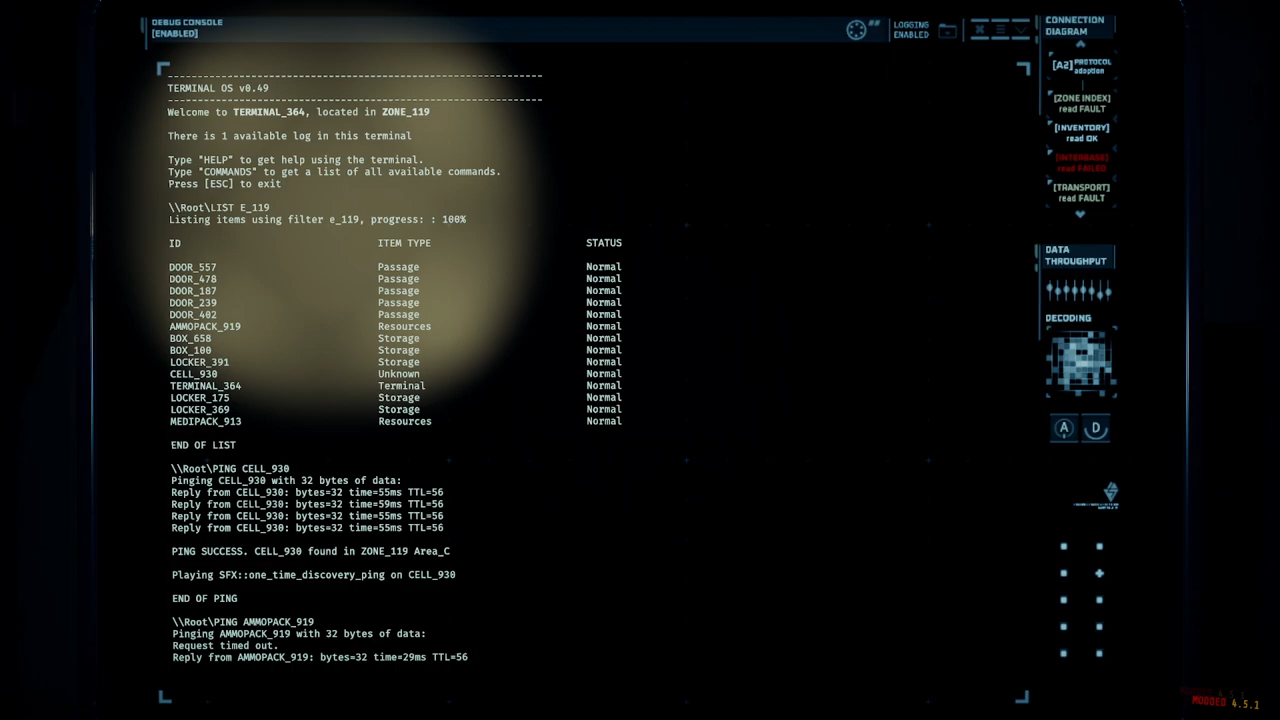 DEBUG CONSOLE
[ENABLED]
LOGGING
ENABLED
------------------------------------------------------
TERMINAL OS v0.49
------------------------------------------------------
Welcome to TERMINAL_364, located in ZONE_119
There is 1 available log in this terminal
Type "HELP" to get help using the terminal.
Type "COMMANDS" to get a list of all available commands.
Press [ESC] to exit
\\Root\LIST E_119
Listing items using filter e_119, progress: : 100%
ID ITEM TYPE STATUS
DOOR_557 Passage Normal
DOOR_478 Passage Normal
DOOR_187 Passage Normal
DOOR_239 Passage Normal
DOOR_402 Passage Normal
AMMOPACK_919 Resources Normal
BOX_658 Storage Normal
BOX_100 Storage Normal
LOCKER_391 Storage Normal
CELL_930 Unknown Normal
TERMINAL_364 Terminal Normal
LOCKER_175 Storage Normal
LOCKER_369 Storage Normal
MEDIPACK_913 Resources Normal
END OF LIST
\\Root\PING CELL_930
Pinging CELL_930 with 32 bytes of data:
Reply from CELL_930: bytes=32 time=55ms TTL=56
Reply from CELL_930: bytes=32 time=59ms TTL=56
Reply from CELL_930: bytes=32 time=55ms TTL=56
Reply from CELL_930: bytes=32 time=55ms TTL=56
PING SUCCESS. CELL_930 found in ZONE_119 Area_C
Playing SFX::one_time_discovery_ping on CELL_930
END OF PING
\\Root\PING AMMOPACK_919
Pinging AMMOPACK_919 with 32 bytes of data:
Request timed out.
Reply from AMMOPACK_919: bytes=32 time=29ms TTL=56
CONNECTION
DIAGRAM
[A2] PROTOCOL
adoption
[ZONE INDEX]
read FAULT
[INVENTORY]
read OK
[INTERBASE]
read FAILED
[TRANSPORT]
read FAULT
DATA
THROUGHPUT
DECODING
A D
MODDED 4.5.1